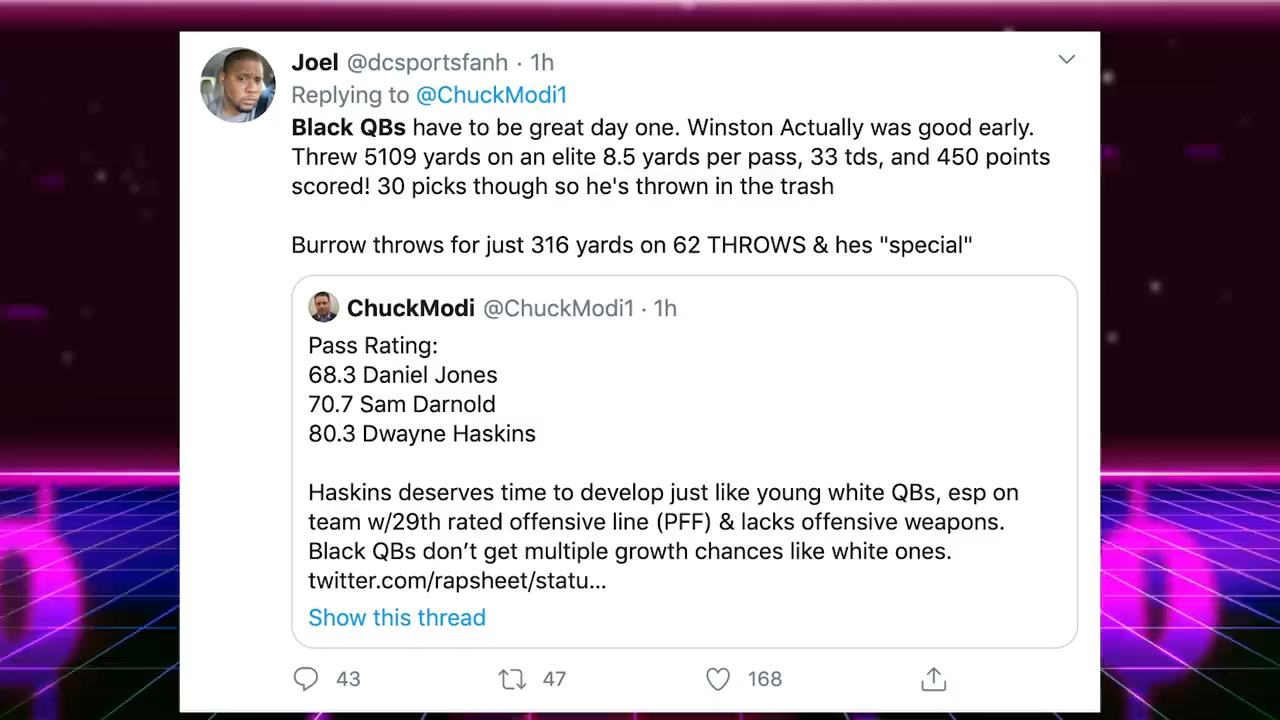 Joel @dcsportsfanh · 1h
Replying to @ChuckModi1
Black QBs have to be great day one. Winston Actually was good early.
Threw 5109 yards on an elite 8.5 yards per pass, 33 tds, and 450 points
scored! 30 picks though so he's thrown in the trash
Burrow throws for just 316 yards on 62 THROWS & hes "special"
ChuckModi @ChuckModi1 · 1h
Pass Rating:
68.3 Daniel Jones
70.7 Sam Darnold
80.3 Dwayne Haskins
Haskins deserves time to develop just like young white QBs, esp on
team w/29th rated offensive line (PFF) & lacks offensive weapons.
Black QBs don’t get multiple growth chances like white ones.
twitter.com/rapsheet/statu...
Show this thread
43 47 168